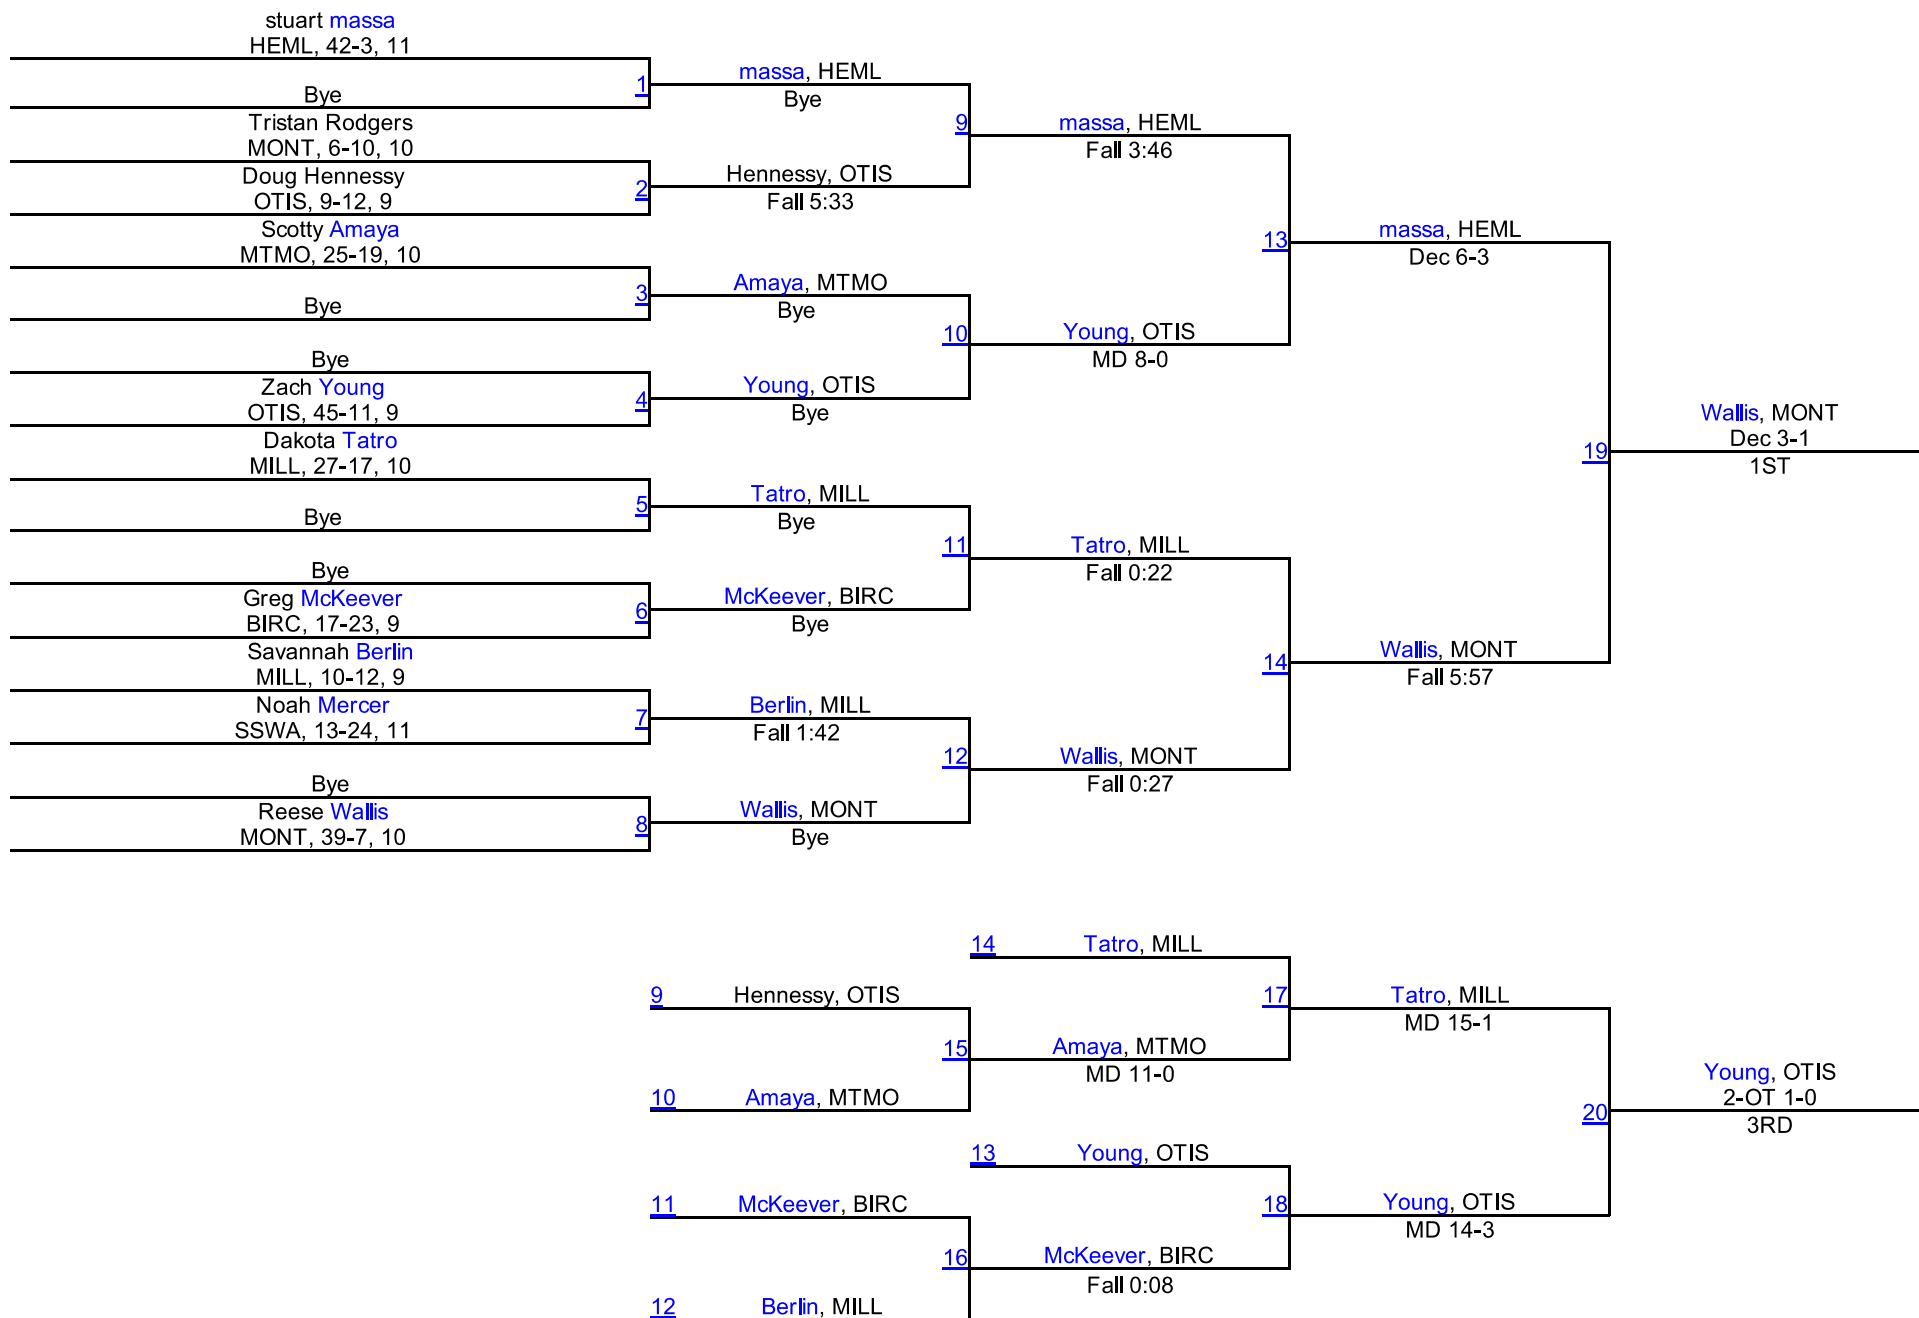 stuart massa
HEML, 42-3, 11
Bye
1
Tristan Rodgers
MONT, 6-10, 10
Doug Hennessy
OTIS, 9-12, 9
2
Scotty Amaya
MTMO, 25-19, 10
Bye
3
Bye
Zach Young
OTIS, 45-11, 9
4
Dakota Tatro
MILL, 27-17, 10
Bye
5
Bye
Greg McKeever
BIRC, 17-23, 9
6
Savannah Berlin
MILL, 10-12, 9
Noah Mercer
SSWA, 13-24, 11
7
Bye
Reese Wallis
MONT, 39-7, 10
8
massa, HEML
Bye
9
Hennessy, OTIS
Fall 5:33
Amaya, MTMO
Bye
10
Young, OTIS
Bye
Tatro, MILL
Bye
11
McKeever, BIRC
Bye
Berlin, MILL
Fall 1:42
12
Wallis, MONT
Bye
massa, HEML
Fall 3:46
13
Young, OTIS
MD 8-0
Tatro, MILL
Fall 0:22
14
Wallis, MONT
Fall 0:27
massa, HEML
Dec 6-3
19
Wallis, MONT
Fall 5:57
Wallis, MONT
Dec 3-1
1ST
14 Tatro, MILL
9 Hennessy, OTIS
17
15
Amaya, MTMO
MD 11-0
10 Amaya, MTMO
13 Young, OTIS
11 McKeever, BIRC
18
16
McKeever, BIRC
Fall 0:08
12 Berlin, MILL
Tatro, MILL
MD 15-1
20
Young, OTIS
MD 14-3
Young, OTIS
2-OT 1-0
3RD